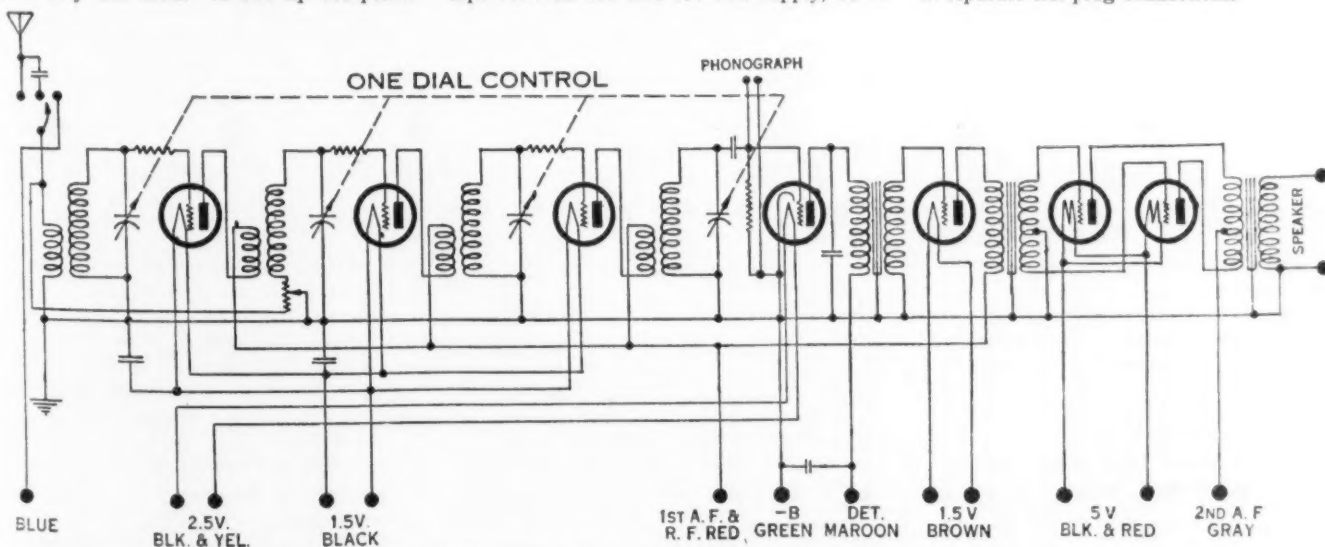 ONE DIAL CONTROL
PHONOGRAPH
SPEAKER
BLUE
2.5V.
BLK. & YEL.
1.5V.
BLACK
1ST A. F. &
R. F. RED,
-B
GREEN
DET.
MAROON
1.5 V
BROWN
5 V
BLK. & RED
2ND A. F
GRAY